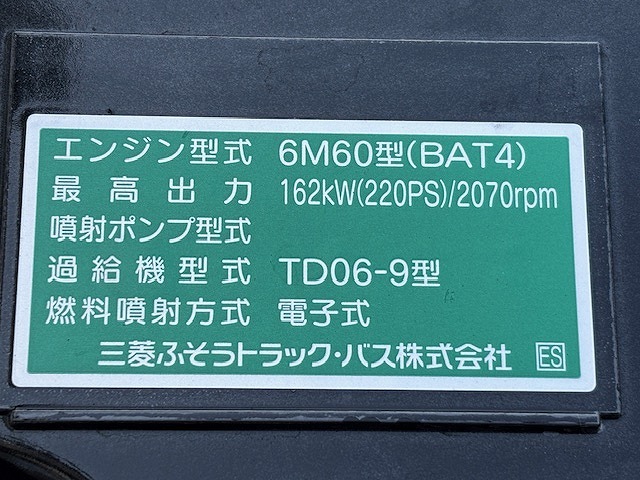 エンジン型式 6M60型(BAT4)
最高出力 162kW(220PS)/2070rpm
噴射ポンプ型式
過給機型式 TD06-9型
燃料噴射方式 電子式
三菱ふそうトラック・バス株式会社 ES